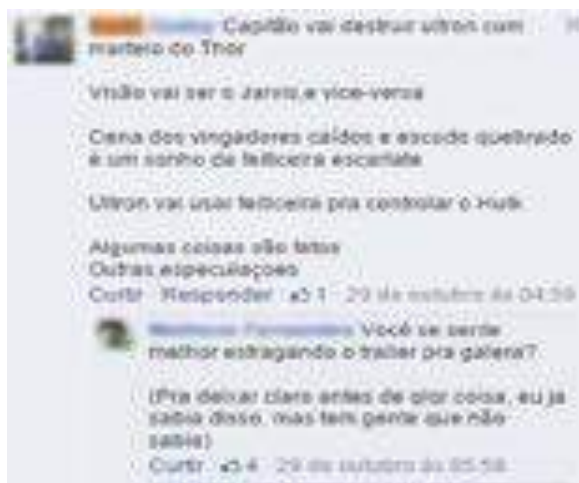 Capitão vai destruir ultron com
martelo do Thor
Visão vai ser o Jarvis,e vice-versa
Cena dos vingadores caídos e escudo quebrado
é um sonho da feiticeira escarlate
Ultron vai usar feiticeira pra controlar o Hulk
Algumas coisas são fatos
Outras especulaçoes
Curtir Responder 1 29 de outubro às 04:59
Você se sente
melhor estragando o trailer pra galera?
(Pra deixar claro antes de qlqr coisa, eu ja
sabia disso, mas tem gente que não
sabia)
Curtir 4 29 de outubro às 05:58